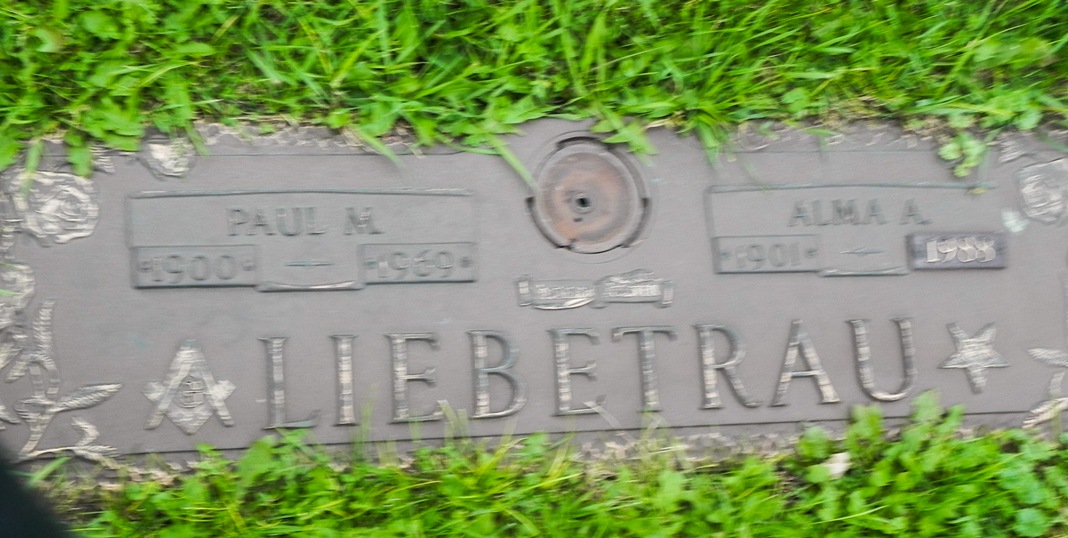 PAUL M.
1900 - 1969
ALMA A.
1901 - 1988
LIEBETRAU
G